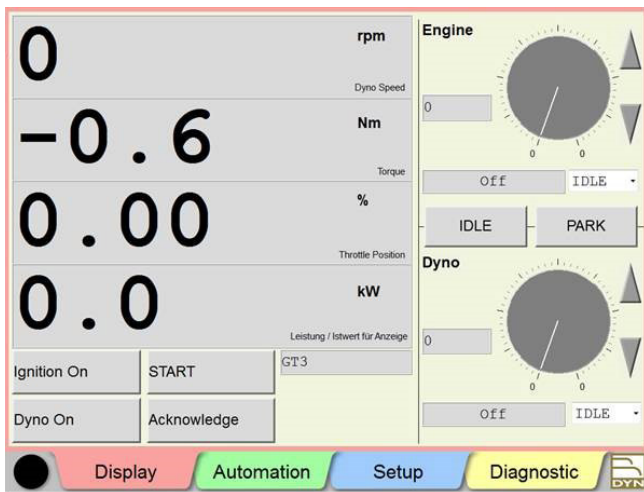 0 rpm
Dyno Speed
-0.6 Nm
Torque
0.00 %
Throttle Position
0.0 kW
Leistung / Istwert für Anzeige
Ignition On START GT3
Dyno On Acknowledge
Engine
0
0 0
Off IDLE
IDLE PARK
Dyno
0
0 0
Off IDLE
Display Automation Setup Diagnostic
DYN